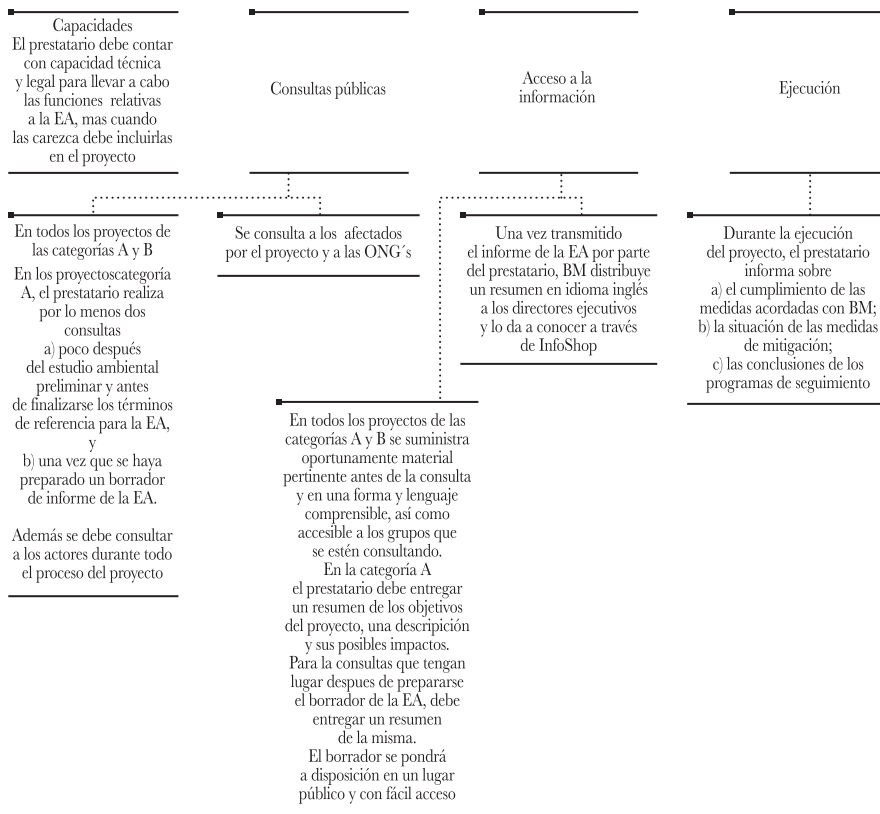 Capacidades
El prestatario debe contar
con capacidad técnica
y legal para llevar a cabo
las funciones relativas
a la EA, mas cuando
las carezca debe incluirlas
en el proyecto
Consultas públicas
Acceso a la
información
Ejecución
En todos los proyectos de
las categorías A y B
En los proyectoscategoría
A, el prestatario realiza
por lo menos dos
consultas
a) poco después
del estudio ambiental
preliminar y antes
de finalizarse los términos
de referencia para la EA,
y
b) una vez que se haya
preparado un borrador
de informe de la EA.
Además se debe consultar
a los actores durante todo
el proceso del proyecto
Se consulta a los afectados
por el proyecto y a las ONG´s
Una vez transmitido
el informe de la EA por parte
del prestatario, BM distribuye
un resumen en idioma inglés
a los directores ejecutivos
y lo da a conocer a través
de InfoShop
En todos los proyectos de las
categorías A y B se suministra
oportunamente material
pertinente antes de la consulta
y en una forma y lenguaje
comprensible, así como
accesible a los grupos que
se estén consultando.
En la categoría A
el prestatario debe entregar
un resumen de los objetivos
del proyecto, una descripición
y sus posibles impactos.
Para la consultas que tengan
lugar despues de prepararse
el borrador de la EA, debe
entregar un resumen
de la misma.
El borrador se pondrá
a disposición en un lugar
público y con fácil acceso
Durante la ejecución
del proyecto, el prestatario
informa sobre
a) el cumplimiento de las
medidas acordadas con BM;
b) la situación de las medidas
de mitigación;
c) las conclusiones de los
programas de seguimiento